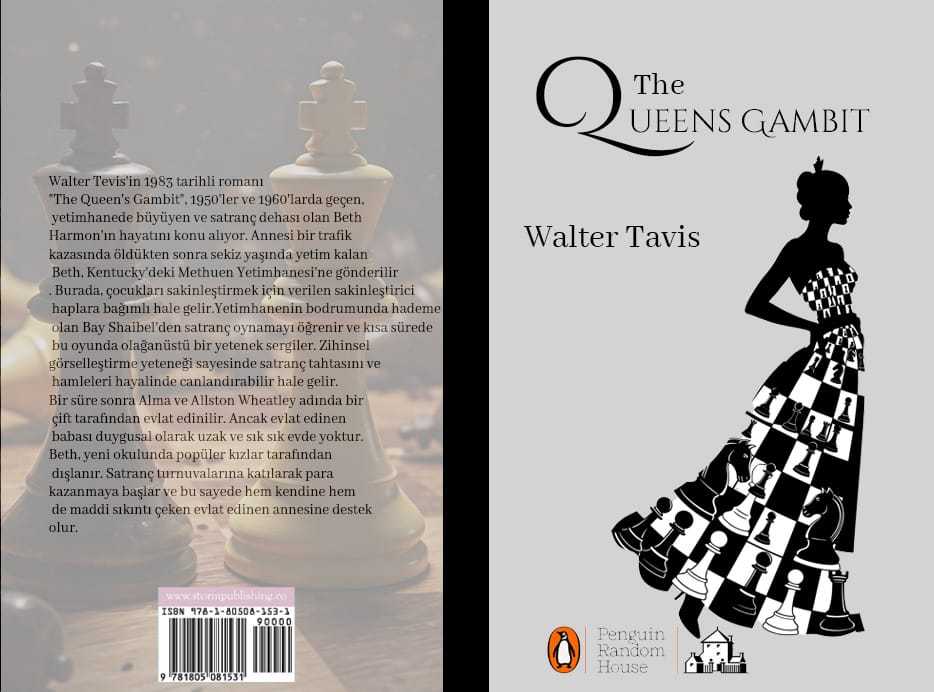 Walter Tevis'in 1983 tarihli romanı
"The Queen's Gambit", 1950'ler ve 1960'larda geçen,
yetimhanede büyüyen ve satranç dehası olan Beth
Harmon'ın hayatını konu alıyor. Annesi bir trafik
kazasında öldükten sonra sekiz yaşında yetim kalan
Beth, Kentucky'deki Methuen Yetimhanesi'ne gönderilir
. Burada, çocukları sakinleştirmek için verilen sakinleştirici
haplara bağımlı hale gelir.Yetimhanenin bodrumunda hademe
olan Bay Shaibel'den satranç oynamayı öğrenir ve kısa sürede
bu oyunda olağanüstü bir yetenek sergiler. Zihinsel
görselleştirme yeteneği sayesinde satranç tahtasını ve
hamleleri hayalinde canlandırabilir hale gelir.
Bir süre sonra Alma ve Allston Wheatley adında bir
çift tarafından evlat edinilir. Ancak evlat edinen
babası duygusal olarak uzak ve sık sık evde yoktur.
Beth, yeni okulunda popüler kızlar tarafından
dışlanır. Satranç turnuvalarına katılarak para
kazanmaya başlar ve bu sayede hem kendine hem
de maddi sıkıntı çeken evlat edinen annesine destek
olur.
www.stormpublishing.co
ISBN 978-1-80508-153-1
90000
9 781805 081531
The
QUEENS GAMBIT
Walter Tavis
Penguin
Random
House